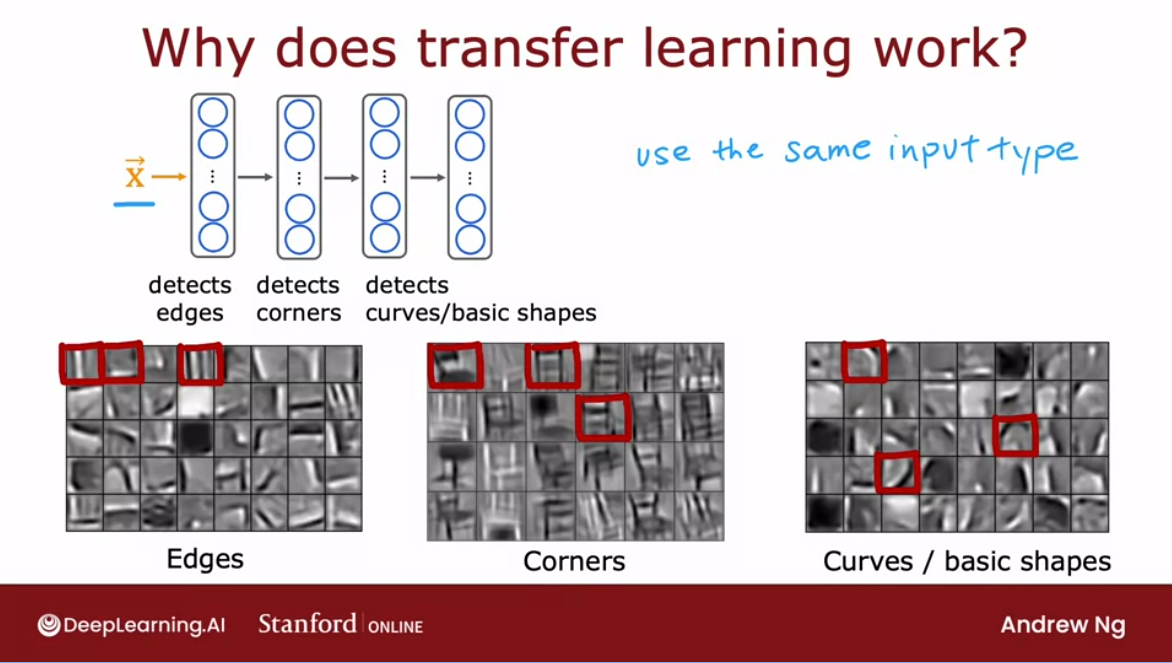 Why does transfer learning work?
x
use the same input type
detects edges
detects corners
detects curves/basic shapes
Edges
Corners
Curves / basic shapes
DeepLearning.AI
Stanford | ONLINE
Andrew Ng